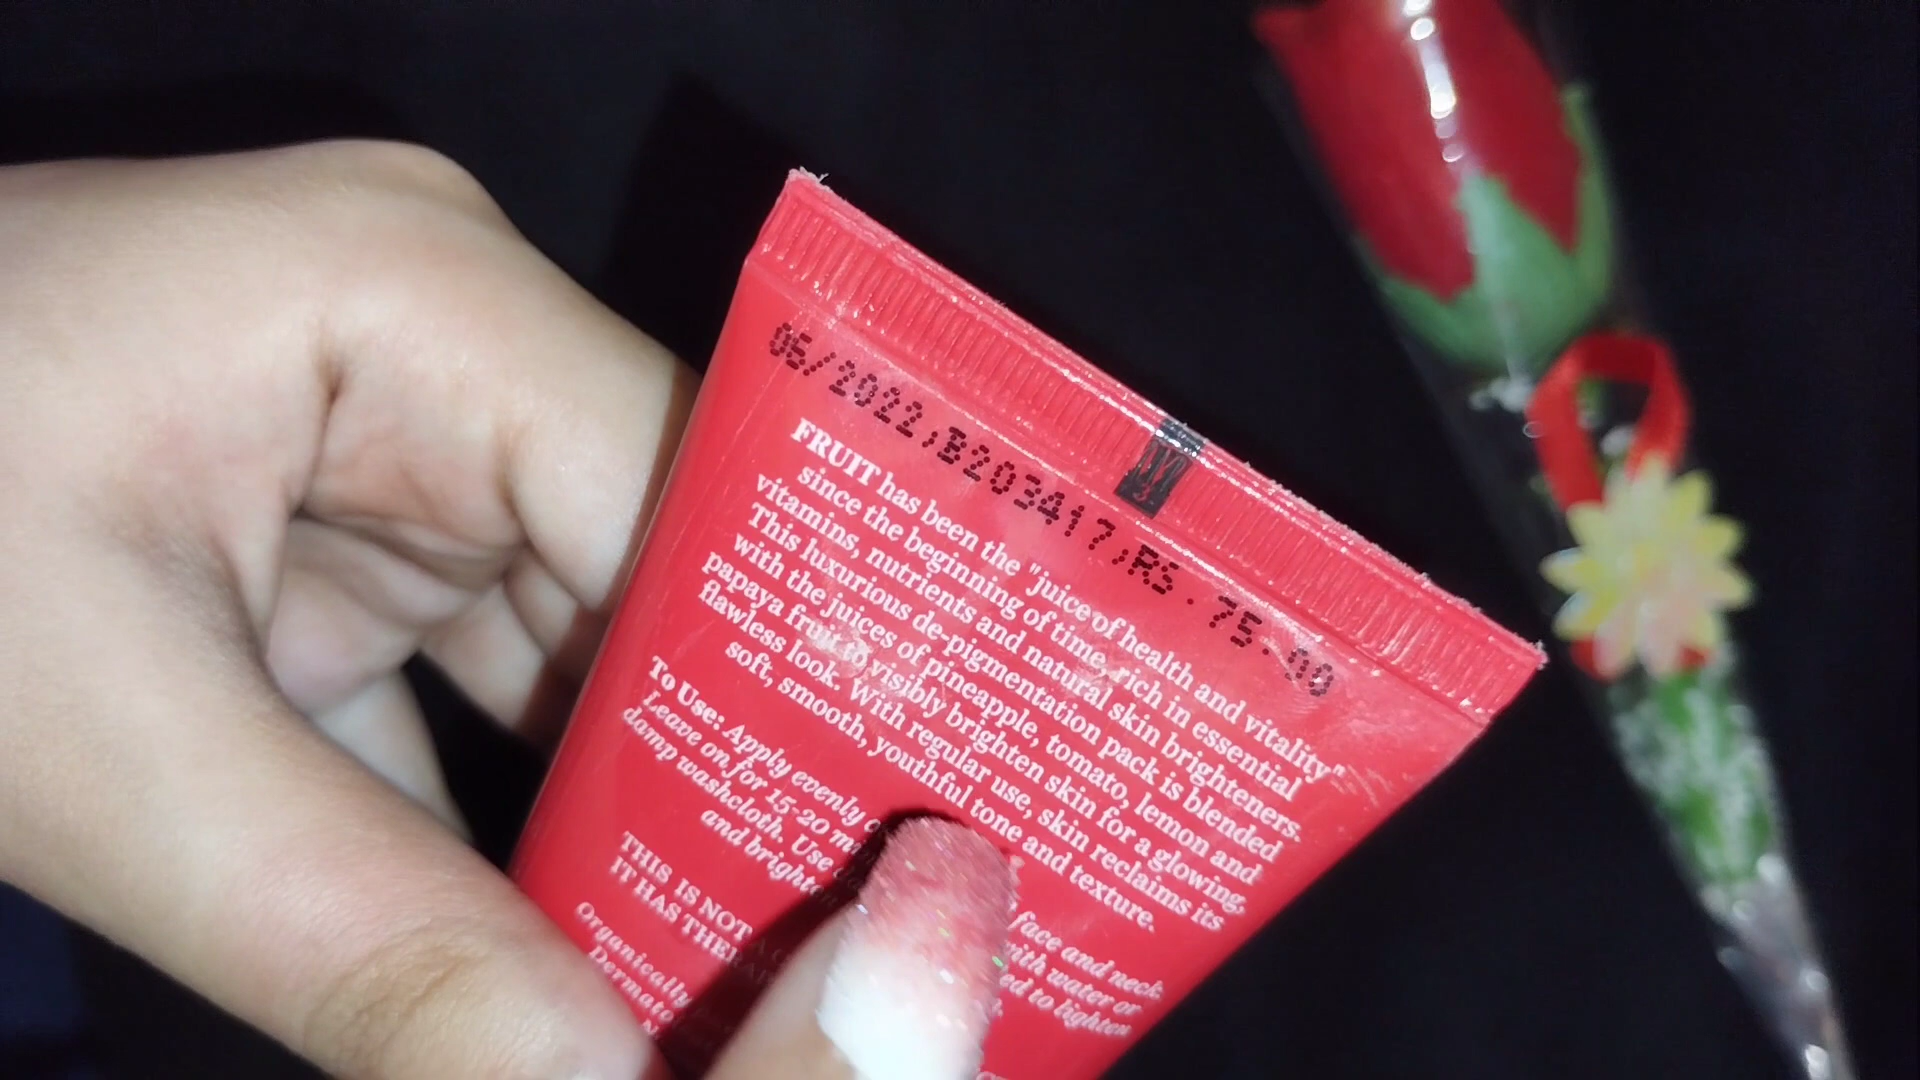 05/2022,B203417,RS.75.00
FRUIT has been the "juice of health and vitality"
since the beginning of time, rich in essential
vitamins, nutrients and natural skin brighteners.
This luxurious de-pigmentation pack is blended
with the juices of pineapple, tomato, lemon and
papaya fruit to visibly brighten skin for a glowing,
flawless look. With regular use, skin reclaims its
soft, smooth, youthful tone and texture.
To Use: Apply evenly face and neck.
Leave on for 15-20 with water or
damp washcloth. Use ed to lighten
and brighten
THIS IS NOT A
IT HAS THERA
Organically
Dermato